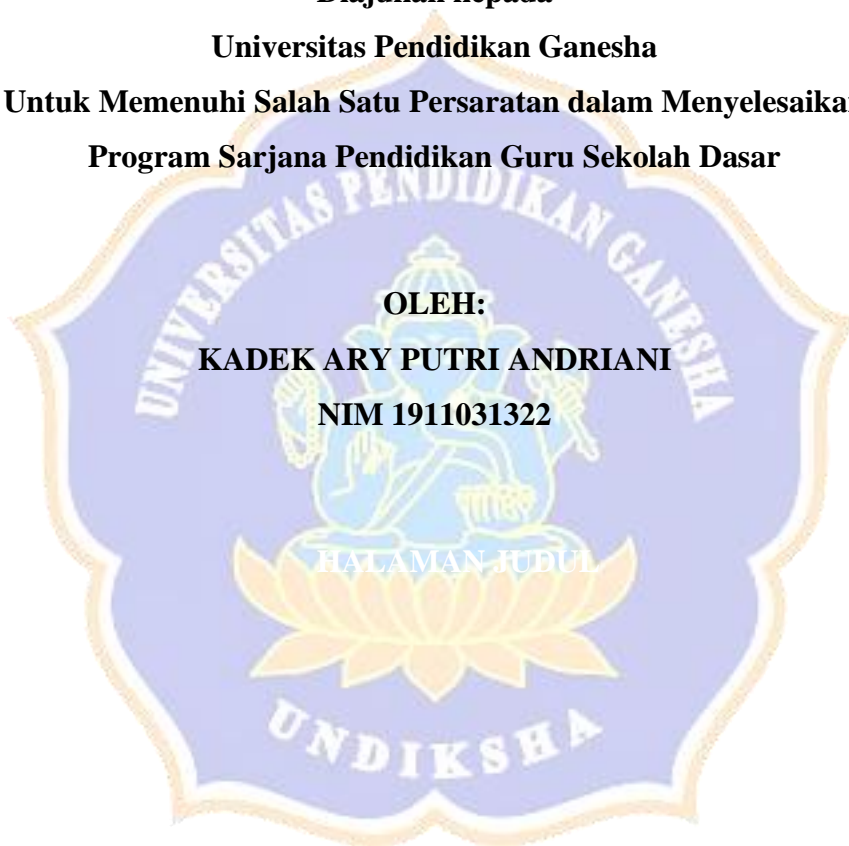 Diajukan kepada
Universitas Pendidikan Ganesha
Untuk Memenuhi Salah Satu Persaratan dalam Menyelesaikan
Program Sarjana Pendidikan Guru Sekolah Dasar
UNIVERSITAS PENDIDIKAN GANESHA
OLEH:
KADEK ARY PUTRI ANDRIANI
NIM 1911031322
HALAMAN JUDUL
UNDIKSHA